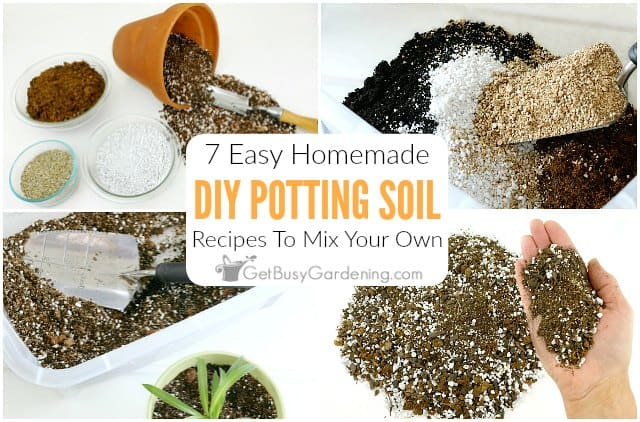 7 Easy Homemade
DIY POTTING SOIL
Recipes To Mix Your Own
GetBusyGardening.com